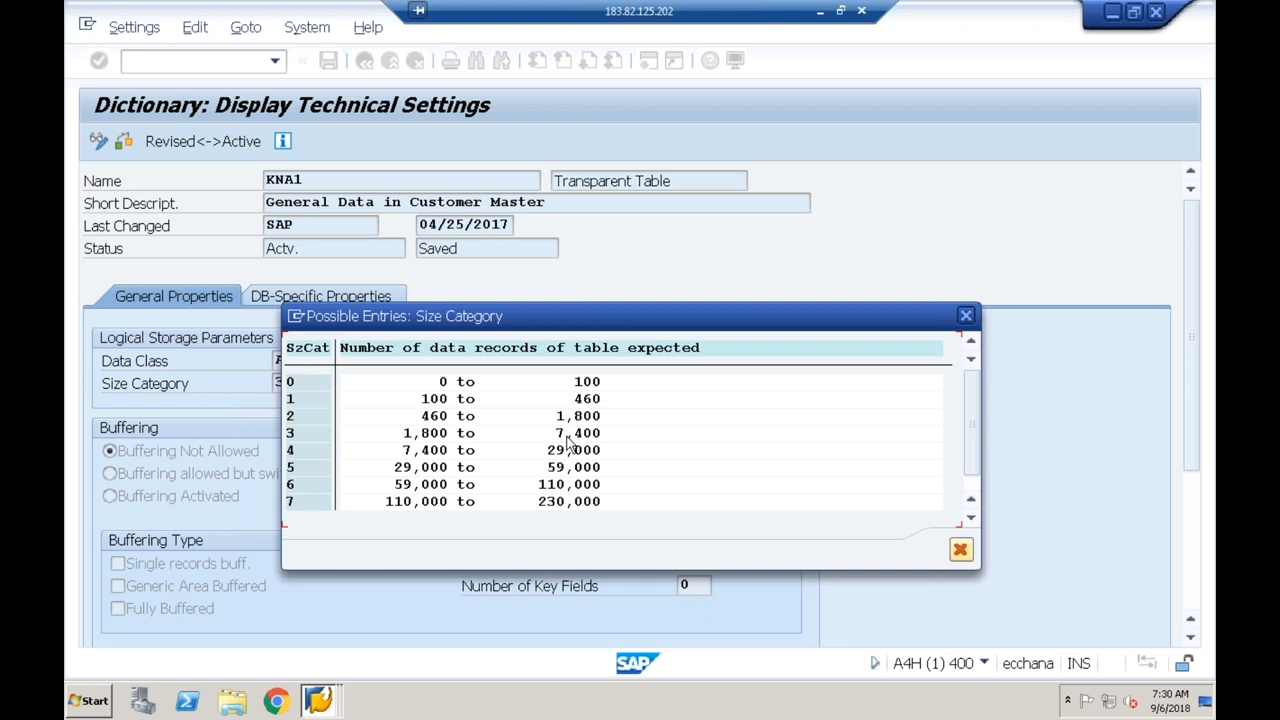 183.82.125.202
Settings Edit Goto System Help
Dictionary: Display Technical Settings
Revised<->Active
Name KNA1 Transparent Table
Short Descript. General Data in Customer Master
Last Changed SAP 04/25/2017
Status Actv. Saved
General Properties DB-Specific Properties
Possible Entries: Size Category
Logical Storage Parameters
Data Class
Size Category 3
SzCat Number of data records of table expected
0 0 to 100
1 100 to 460
2 460 to 1,800
3 1,800 to 7,400
4 7,400 to 29,000
5 29,000 to 59,000
6 59,000 to 110,000
7 110,000 to 230,000
Buffering
Buffering Not Allowed
Buffering allowed but
Buffering Activated
Buffering Type
Single records buff.
Generic Area Buffered Number of Key Fields 0
Fully Buffered
SAP A4H (1) 400 ecchana INS
Start 7:30 AM
9/6/2018